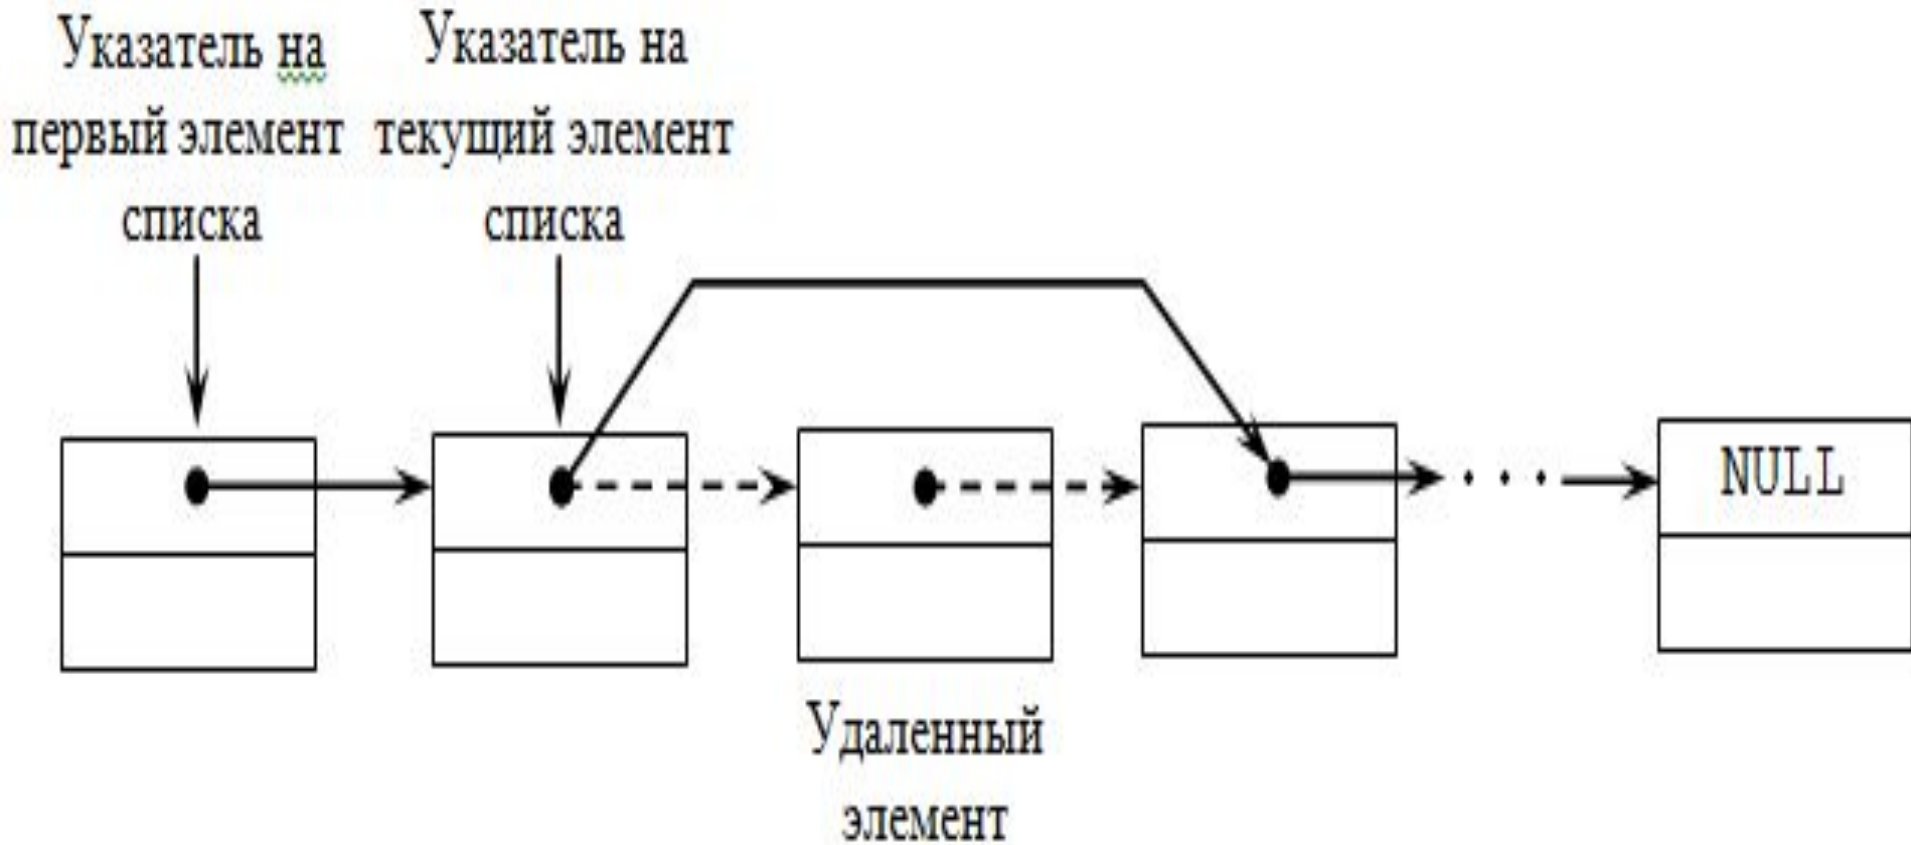 Указатель на
первый элемент
списка
Указатель на
текущий элемент
списка
NULL
Удаленный
элемент